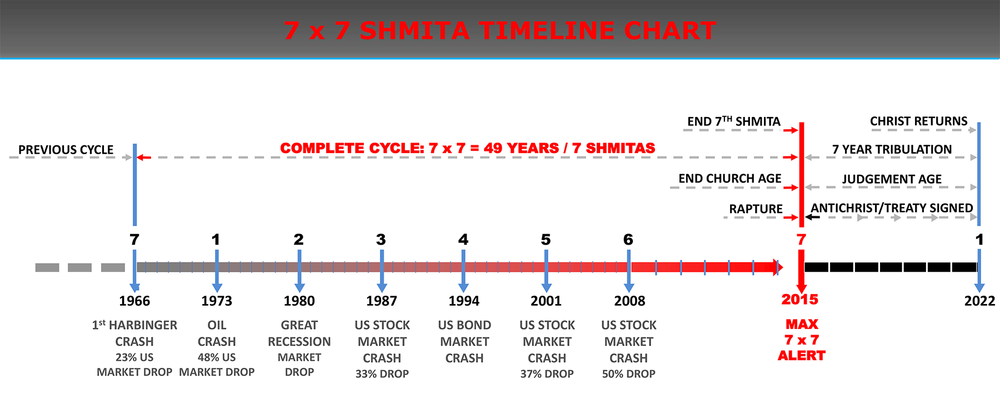 7 x 7 SHMITA TIMELINE CHART
END 7TH SHMITA
CHRIST RETURNS
PREVIOUS CYCLE
COMPLETE CYCLE: 7 x 7 = 49 YEARS / 7 SHMITAS
7 YEAR TRIBULATION
END CHURCH AGE
JUDGEMENT AGE
RAPTURE
ANTICHRIST/TREATY SIGNED
7
1
2
3
4
5
6
7
1
1966
1973
1980
1987
1994
2001
2008
2015
2022
1st HARBINGER
CRASH
23% US
MARKET DROP
OIL
CRASH
48% US
MARKET DROP
GREAT
RECESSION
MARKET
DROP
US STOCK
MARKET
CRASH
33% DROP
US BOND
MARKET
CRASH
US STOCK
MARKET
CRASH
37% DROP
US STOCK
MARKET
CRASH
50% DROP
MAX
7 x 7
ALERT